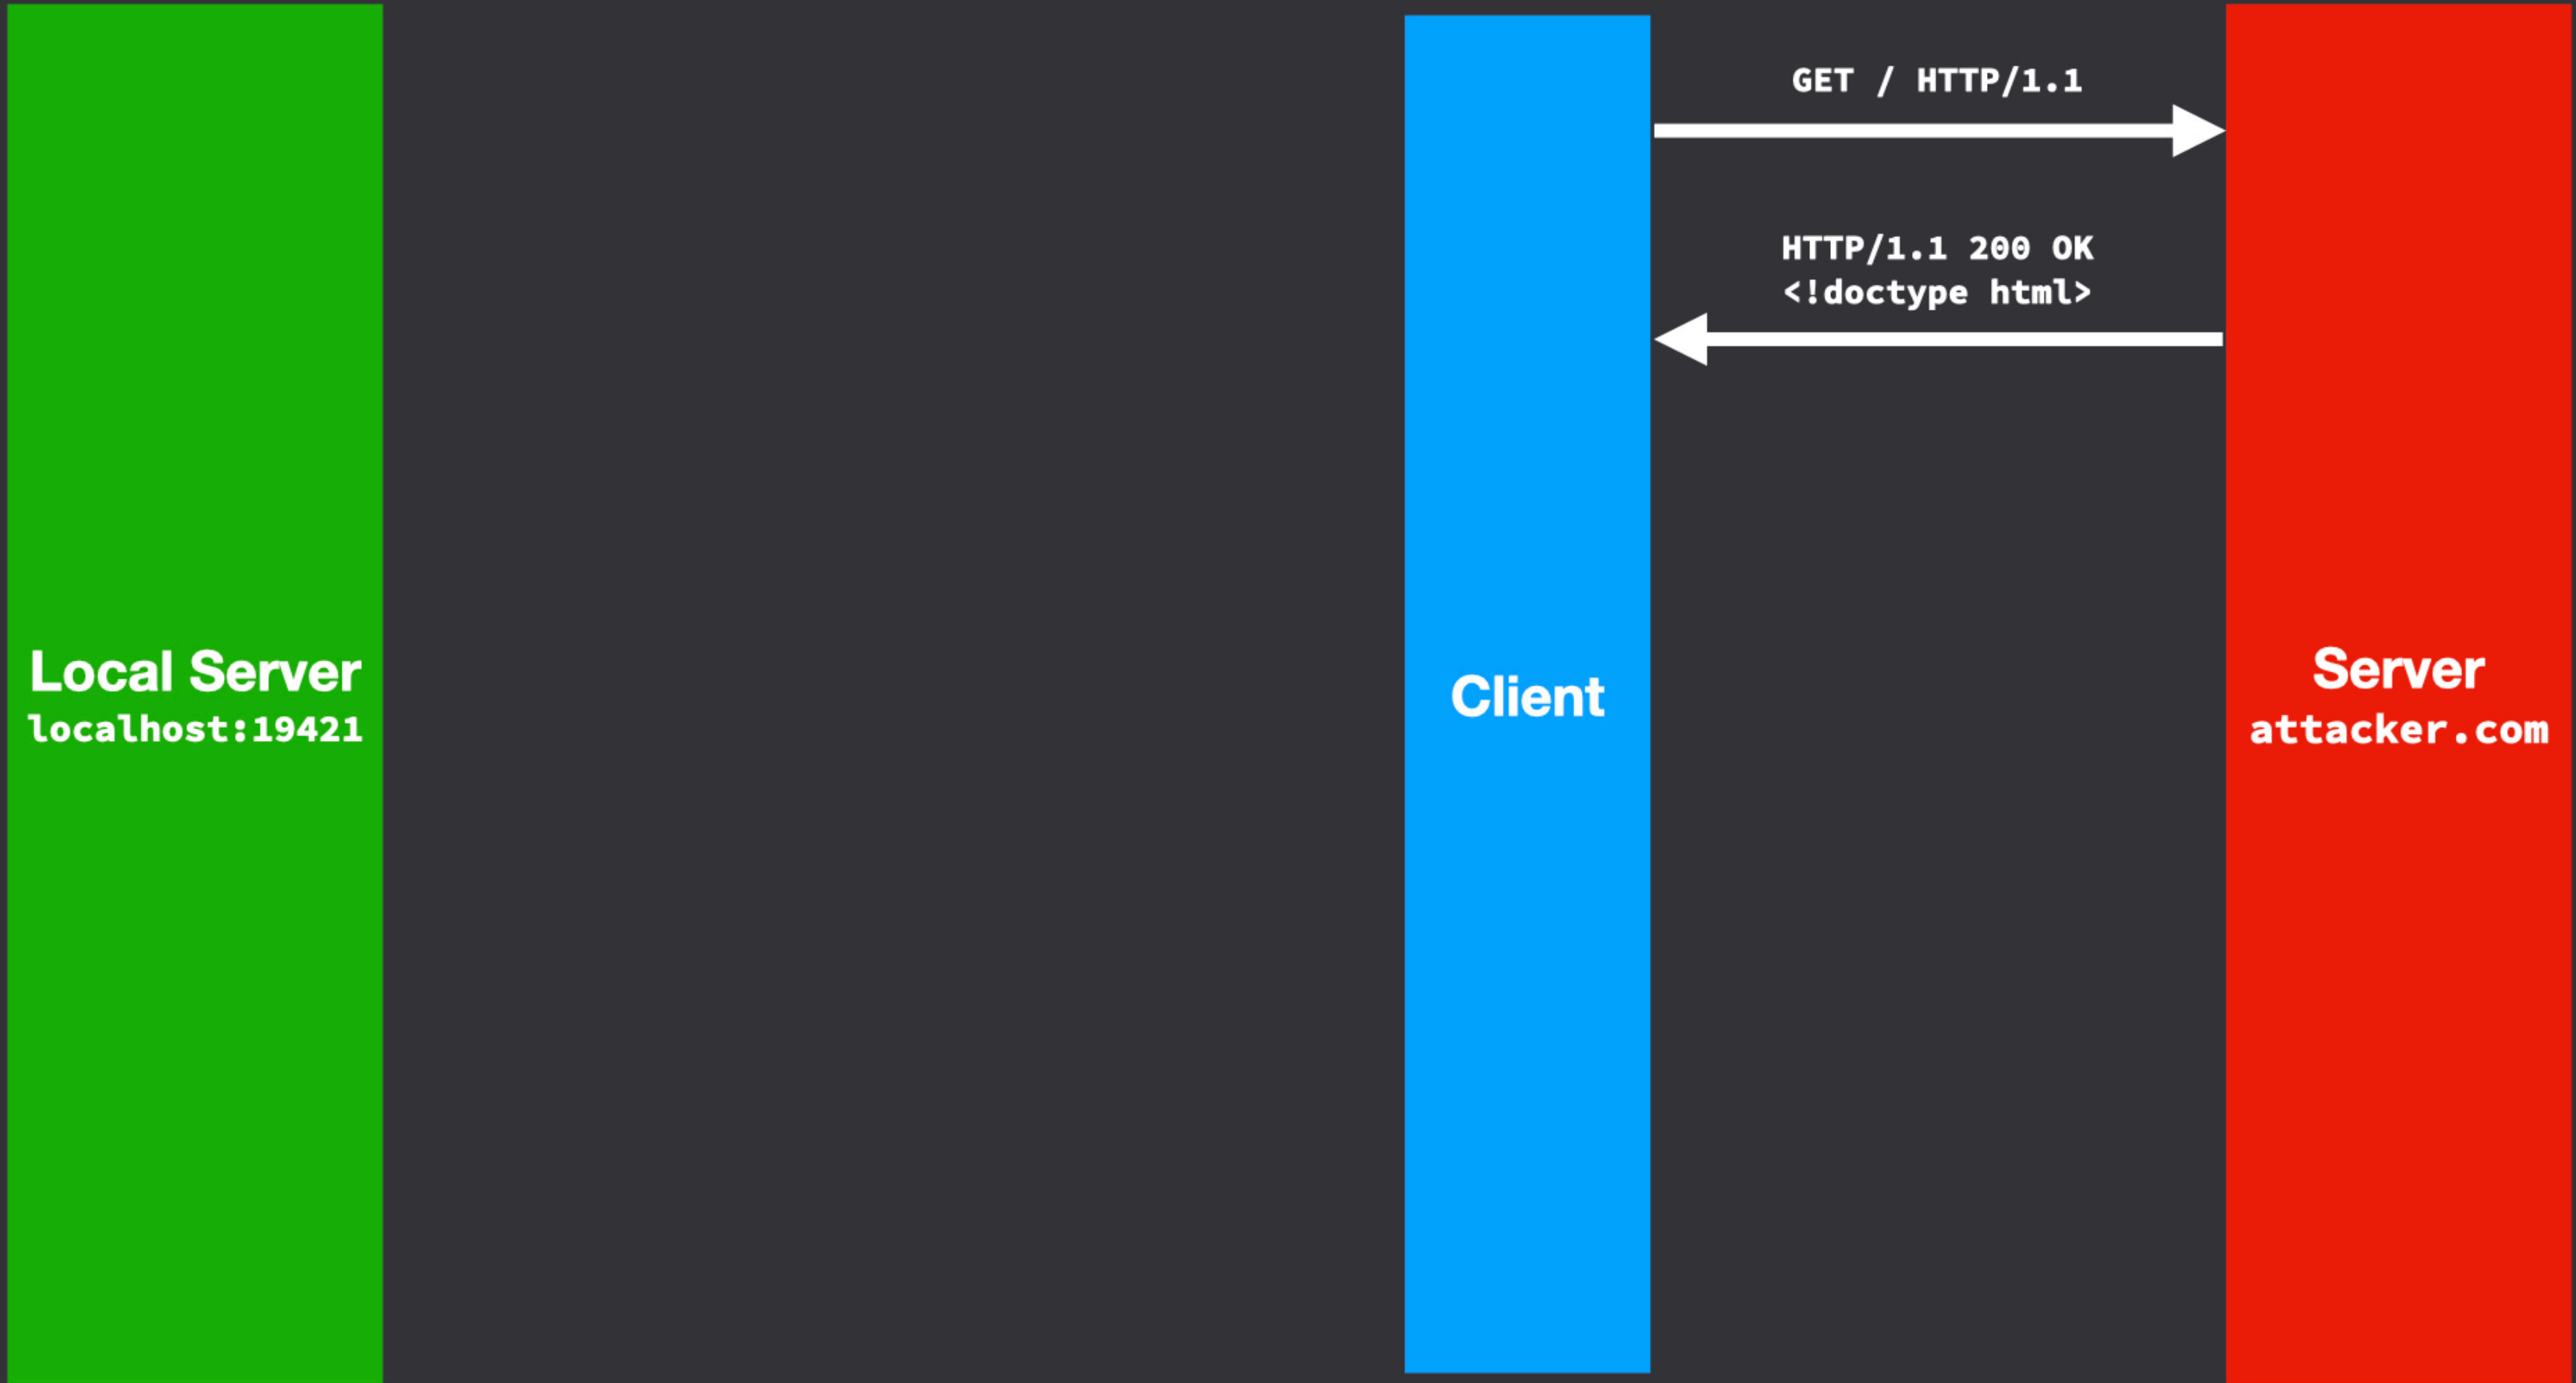 GET / HTTP/1.1
HTTP/1.1 200 OK
<!doctype html>
Local Server
localhost:19421
Client
Server
attacker.com